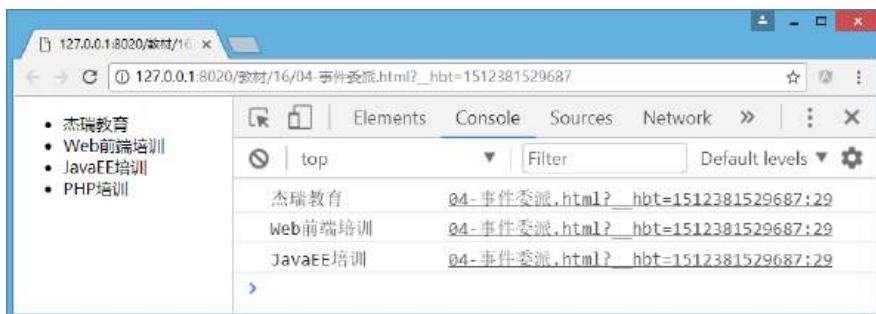 127.0.0.1:8020/教材/16
127.0.0.1:8020/教材/16/04-事件委派.html?__hbt=1512381529687
杰瑞教育
Web前端培训
JavaEE培训
PHP培训
Elements Console Sources Network »
top Filter Default levels
杰瑞教育 04-事件委派.html?__hbt=1512381529687:29
Web前端培训 04-事件委派.html?__hbt=1512381529687:29
JavaEE培训 04-事件委派.html?__hbt=1512381529687:29